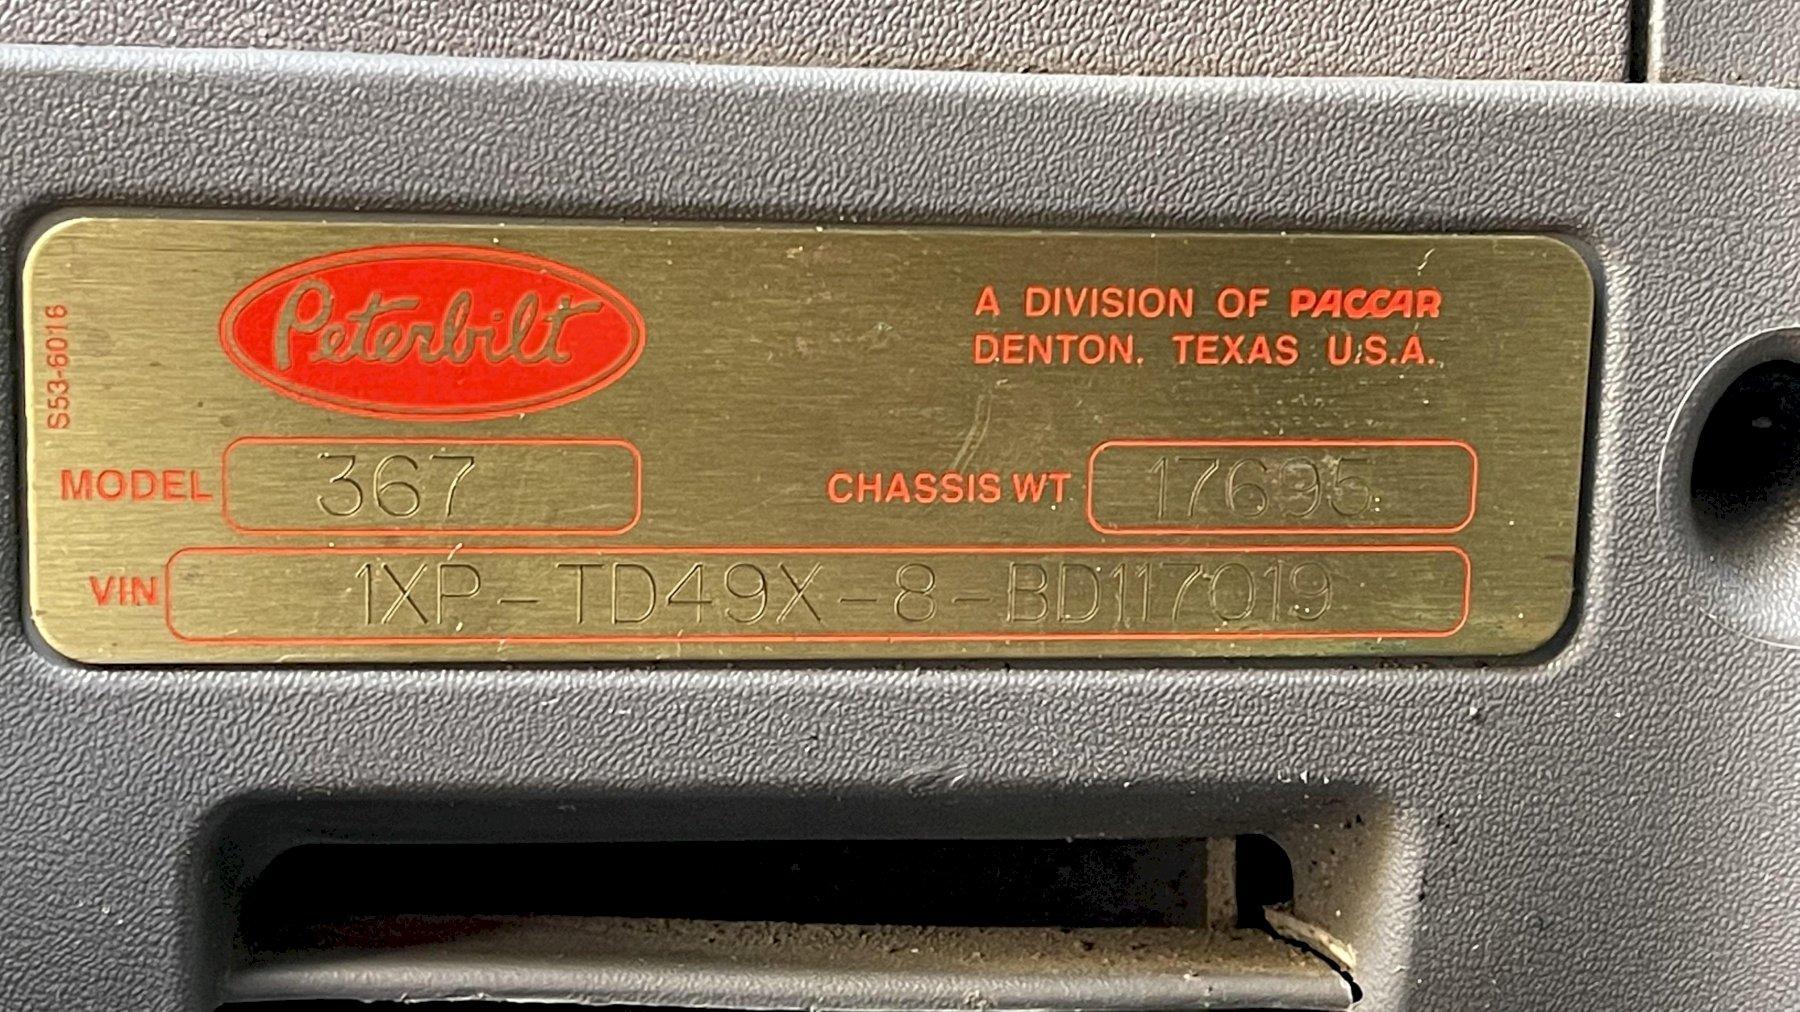 S53-6016
Peterbilt
A DIVISION OF PACCAR
DENTON, TEXAS U.S.A.
MODEL 367
CHASSIS WT 17695
VIN 1XP-TD49X-8-BD117019